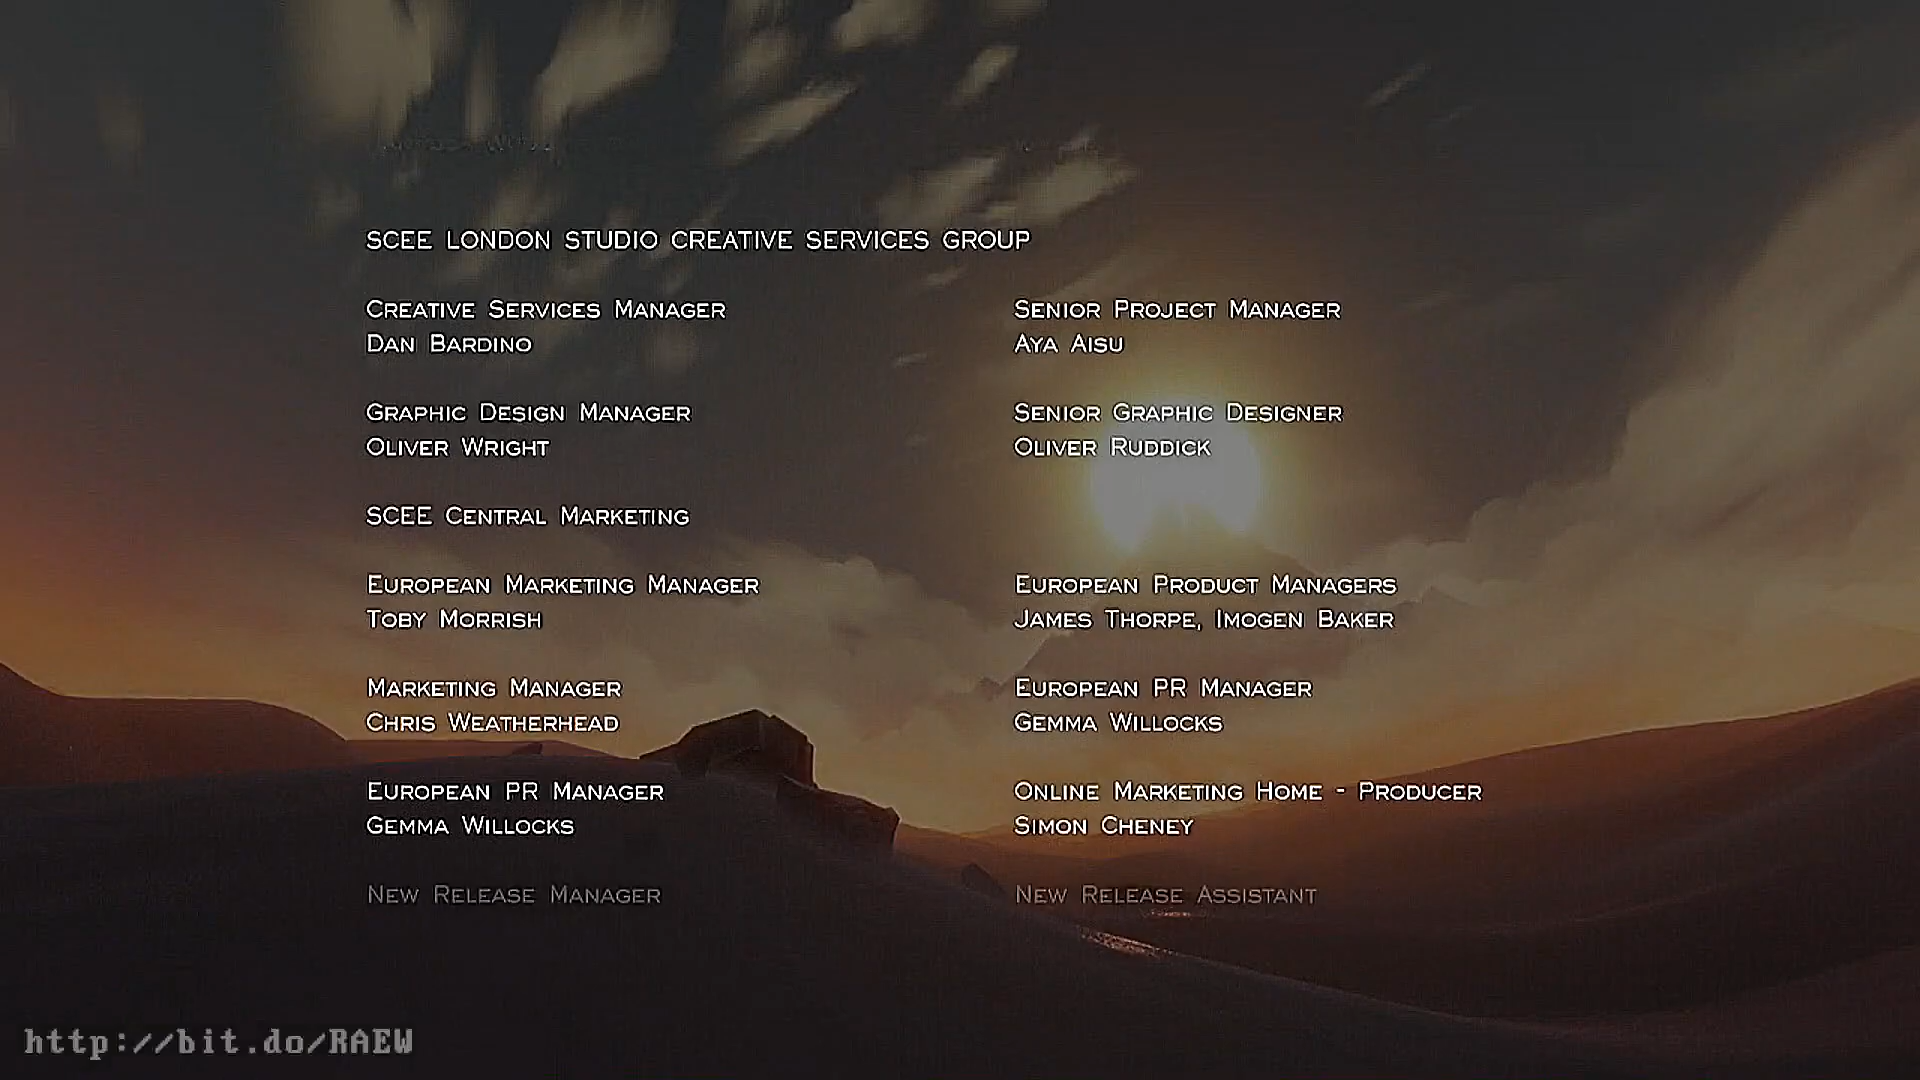 SCEE LONDON STUDIO CREATIVE SERVICES GROUP
CREATIVE SERVICES MANAGER
DAN BARDINO
SENIOR PROJECT MANAGER
AYA AISU
GRAPHIC DESIGN MANAGER
OLIVER WRIGHT
SENIOR GRAPHIC DESIGNER
OLIVER RUDDICK
SCEE CENTRAL MARKETING
EUROPEAN MARKETING MANAGER
TOBY MORRISH
EUROPEAN PRODUCT MANAGERS
JAMES THORPE, IMOGEN BAKER
MARKETING MANAGER
CHRIS WEATHERHEAD
EUROPEAN PR MANAGER
GEMMA WILLOCKS
EUROPEAN PR MANAGER
GEMMA WILLOCKS
ONLINE MARKETING HOME - PRODUCER
SIMON CHENEY
NEW RELEASE MANAGER
NEW RELEASE ASSISTANT
http://bit.do/RAEW